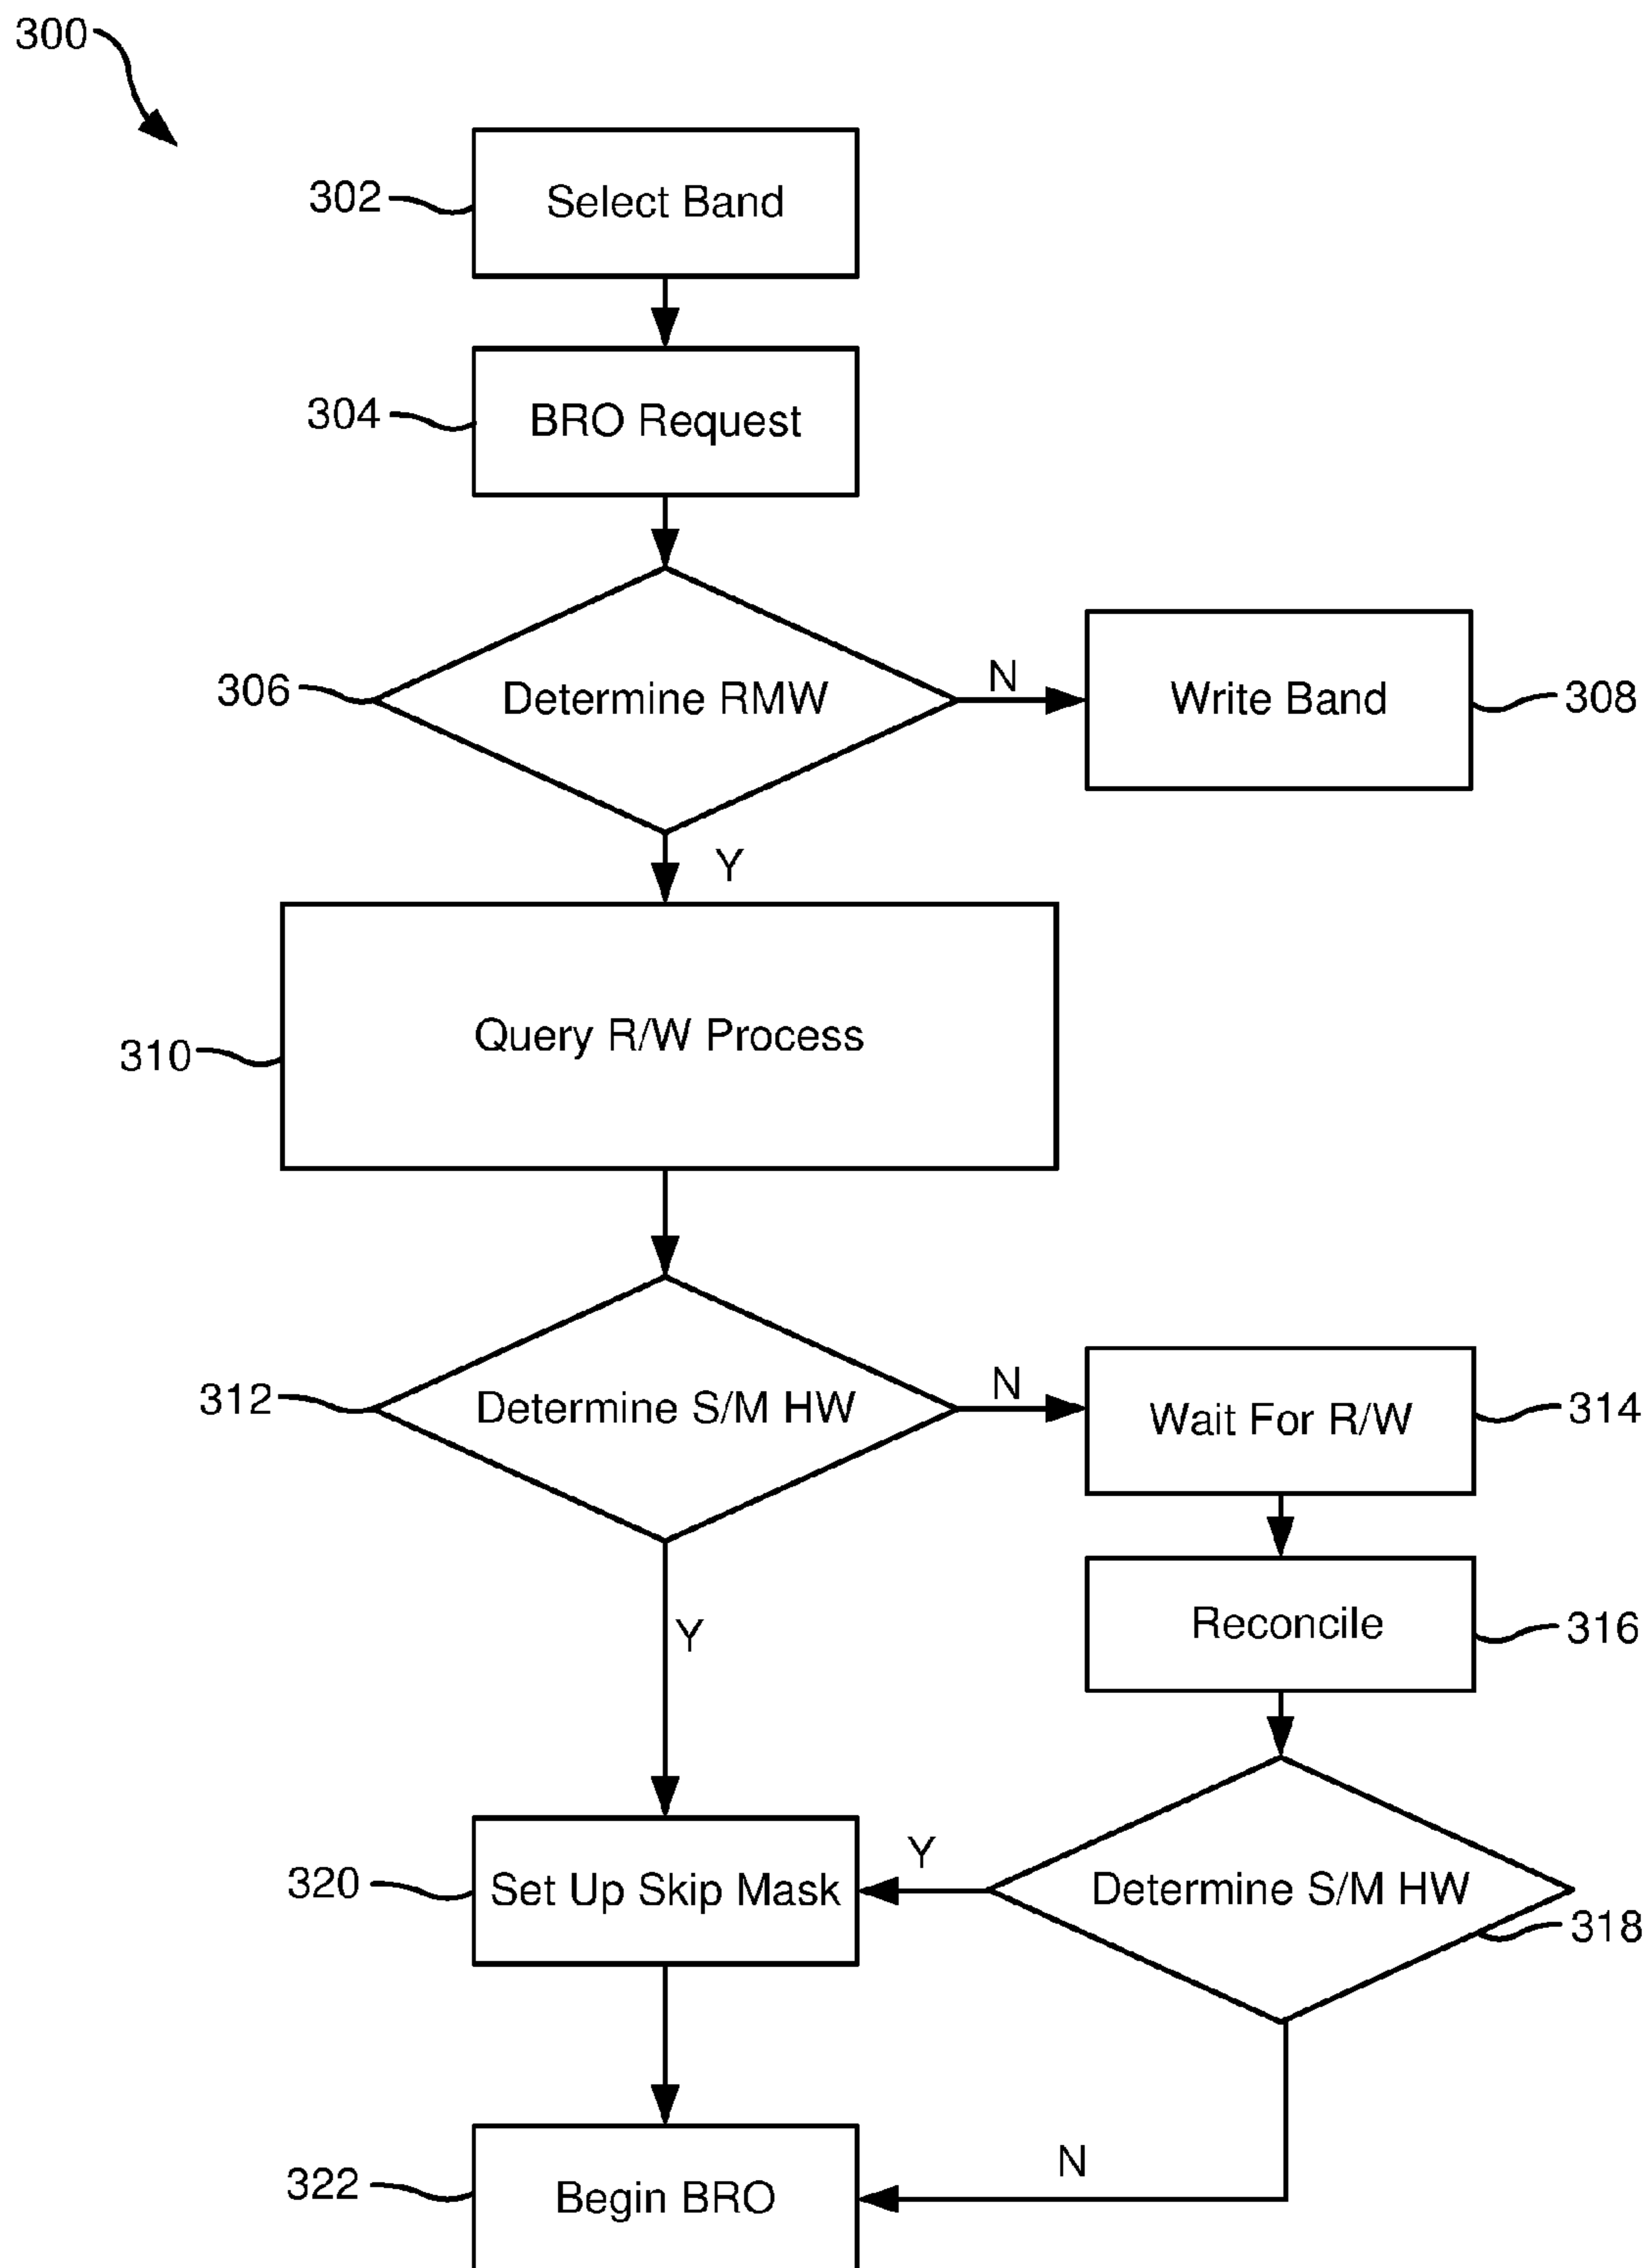 300
302
Select Band
304
BRO Request
306
Determine RMW
N
Write Band
308
Y
310
Query R/W Process
312
Determine S/M HW
N
Wait For R/W
314
Y
Reconcile
316
320
Set Up Skip Mask
Y
Determine S/M HW
318
322
Begin BRO
N